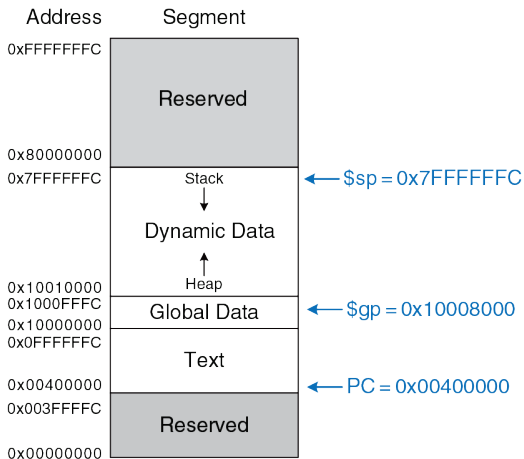 Address Segment
0xFFFFFFFC
Reserved
0x80000000
0x7FFFFFFC Stack $sp = 0x7FFFFFFC
Dynamic Data
0x10010000 Heap
0x1000FFFC Global Data $gp = 0x10008000
0x10000000
0x0FFFFFFC
Text
0x00400000 PC = 0x00400000
0x003FFFFC
Reserved
0x00000000